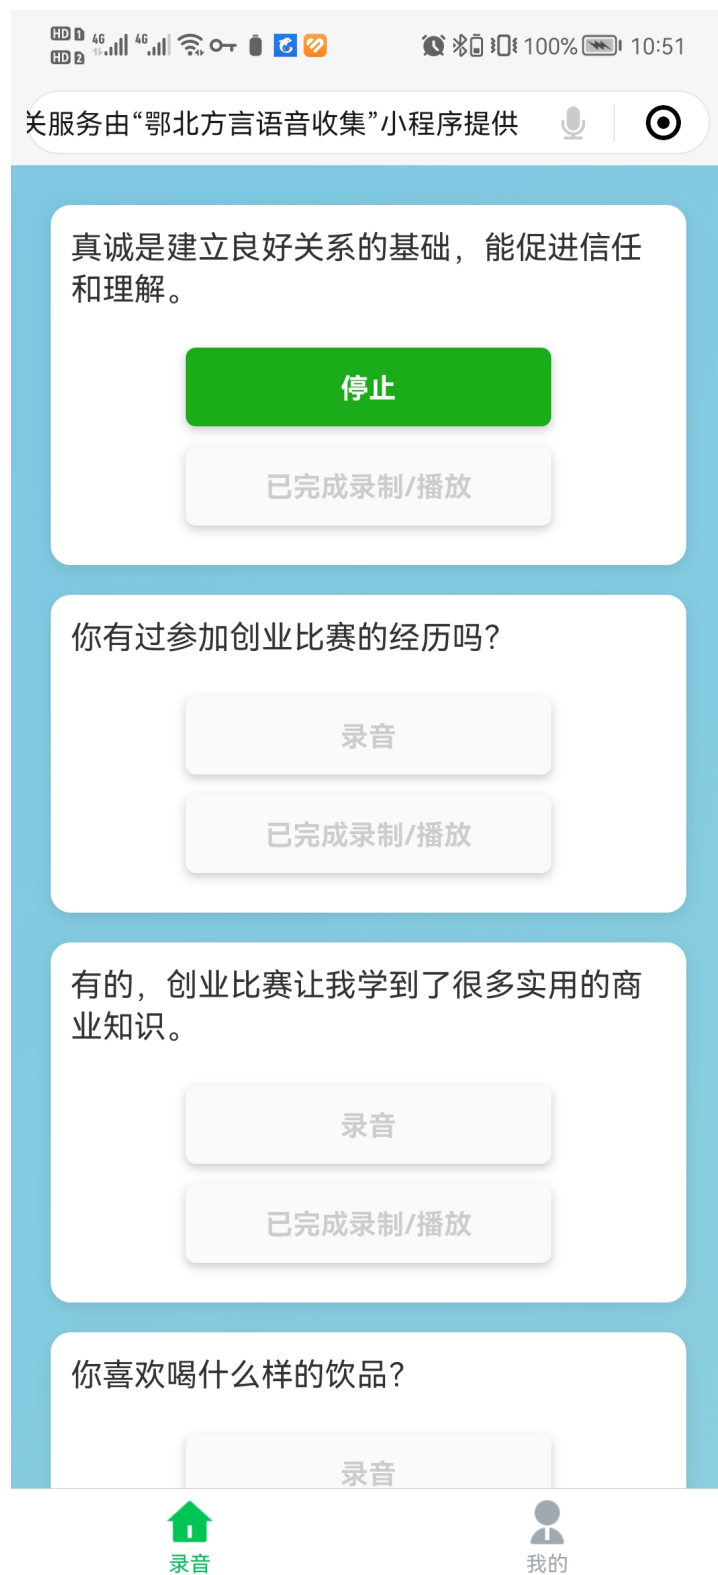 HD 1 4G 4G 100% 10:51
HD 2
关服务由“鄂北方言语音收集”小程序提供
真诚是建立良好关系的基础，能促进信任
和理解。
停止
已完成录制/播放
你有过参加创业比赛的经历吗？
录音
已完成录制/播放
有的，创业比赛让我学到了很多实用的商
业知识。
录音
已完成录制/播放
你喜欢喝什么样的饮品？
录音
录音 我的